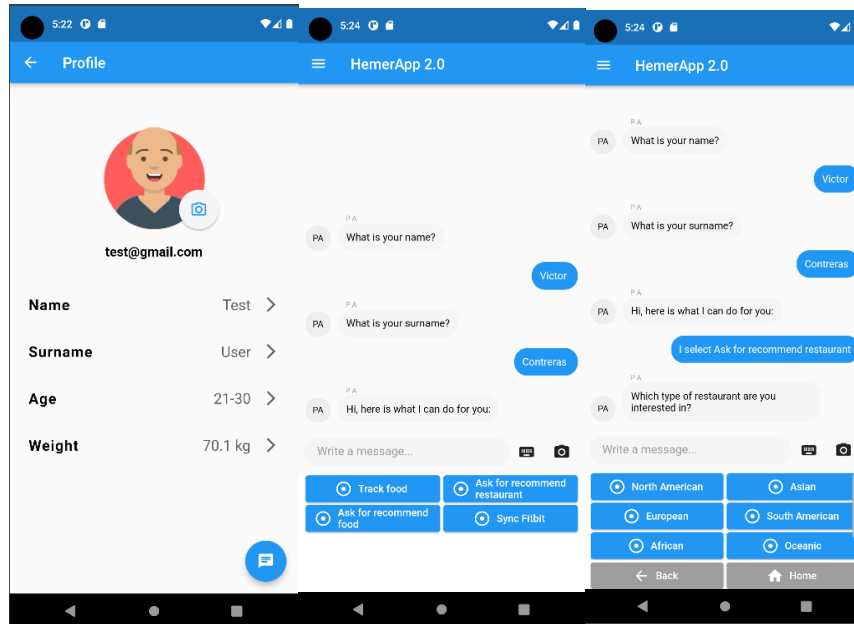 5:22
Profile
test@gmail.com
Name Test
Surname User
Age 21-30
Weight 70.1 kg
5:24
HemerApp 2.0
PA
PA What is your name?
Victor
PA
PA What is your surname?
Contreras
PA
PA Hi, here is what I can do for you:
Write a message...
Track food
Ask for recommend
restaurant
Ask for recommend
food
Sync Fitbit
5:24
HemerApp 2.0
PA
PA What is your name?
Victor
PA
PA What is your surname?
Contreras
PA
PA Hi, here is what I can do for you:
I select Ask for recommend restaurant
PA
Which type of restaurant are you
PA interested in?
Write a message...
North American
Asian
European
South American
African
Oceanic
Back
Home